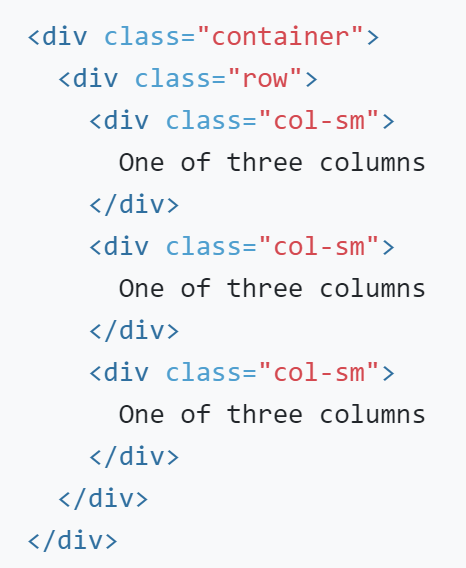 <div class="container">
  <div class="row">
    <div class="col-sm">
      One of three columns
    </div>
    <div class="col-sm">
      One of three columns
    </div>
    <div class="col-sm">
      One of three columns
    </div>
  </div>
</div>